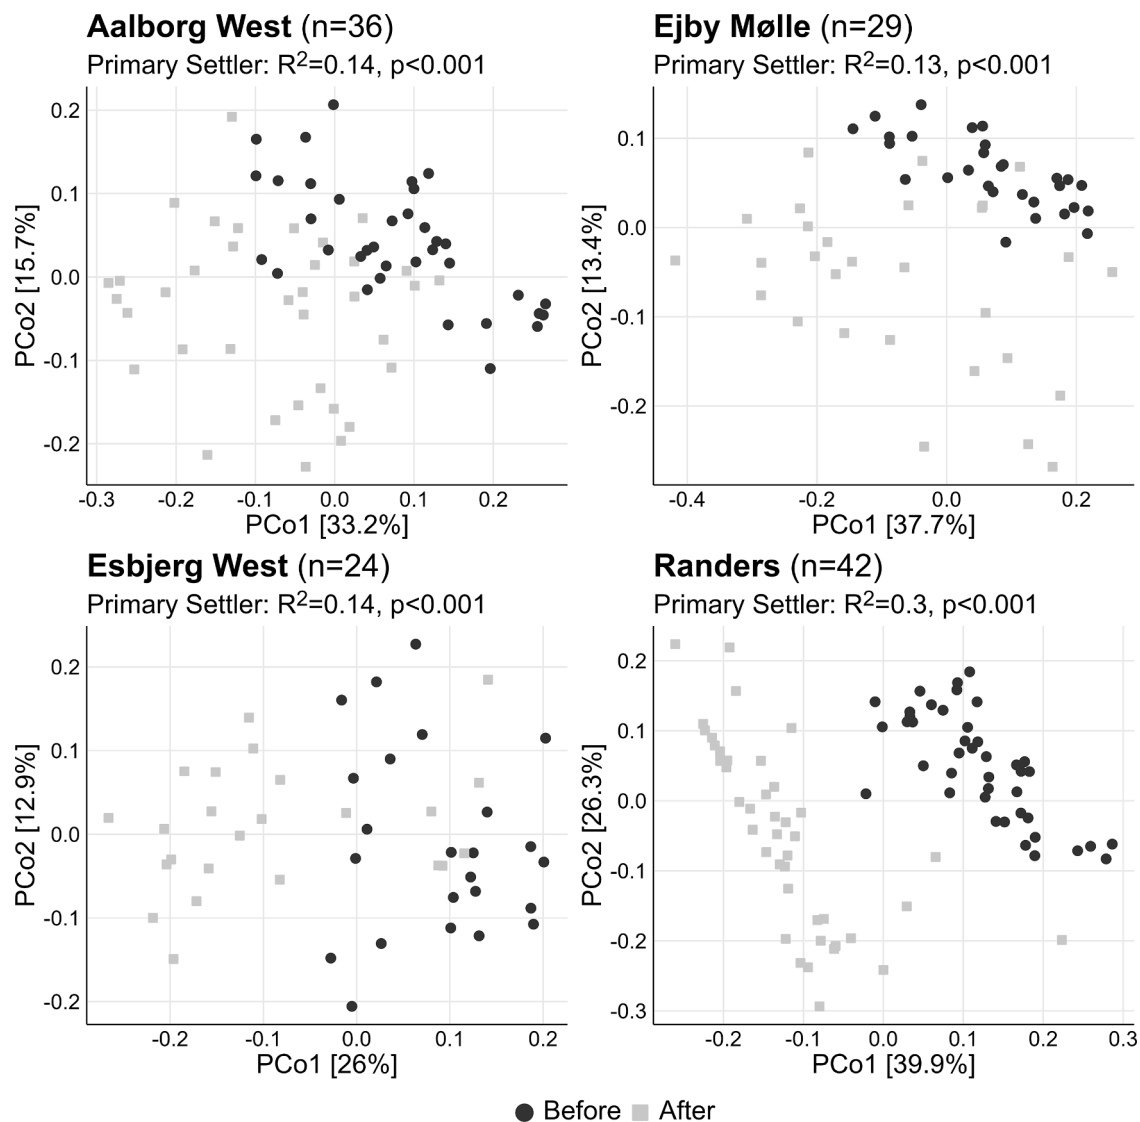 Aalborg West (n=36)
Primary Settler: R²=0.14, p<0.001
0.2
0.1
0.0
-0.1
-0.2
PCo2 [15.7%]
-0.3
-0.2
-0.1
0.0
0.1
0.2
PCo1 [33.2%]
Ejby Mølle (n=29)
Primary Settler: R²=0.13, p<0.001
0.1
0.0
-0.1
-0.2
PCo2 [13.4%]
-0.4
-0.2
0.0
0.2
PCo1 [37.7%]
Esbjerg West (n=24)
Primary Settler: R²=0.14, p<0.001
0.2
0.1
0.0
-0.1
-0.2
PCo2 [12.9%]
-0.2
-0.1
0.0
0.1
0.2
PCo1 [26%]
Randers (n=42)
Primary Settler: R²=0.3, p<0.001
0.2
0.1
0.0
-0.1
-0.2
-0.3
PCo2 [26.3%]
-0.2
-0.1
0.0
0.1
0.2
0.3
PCo1 [39.9%]
Before After